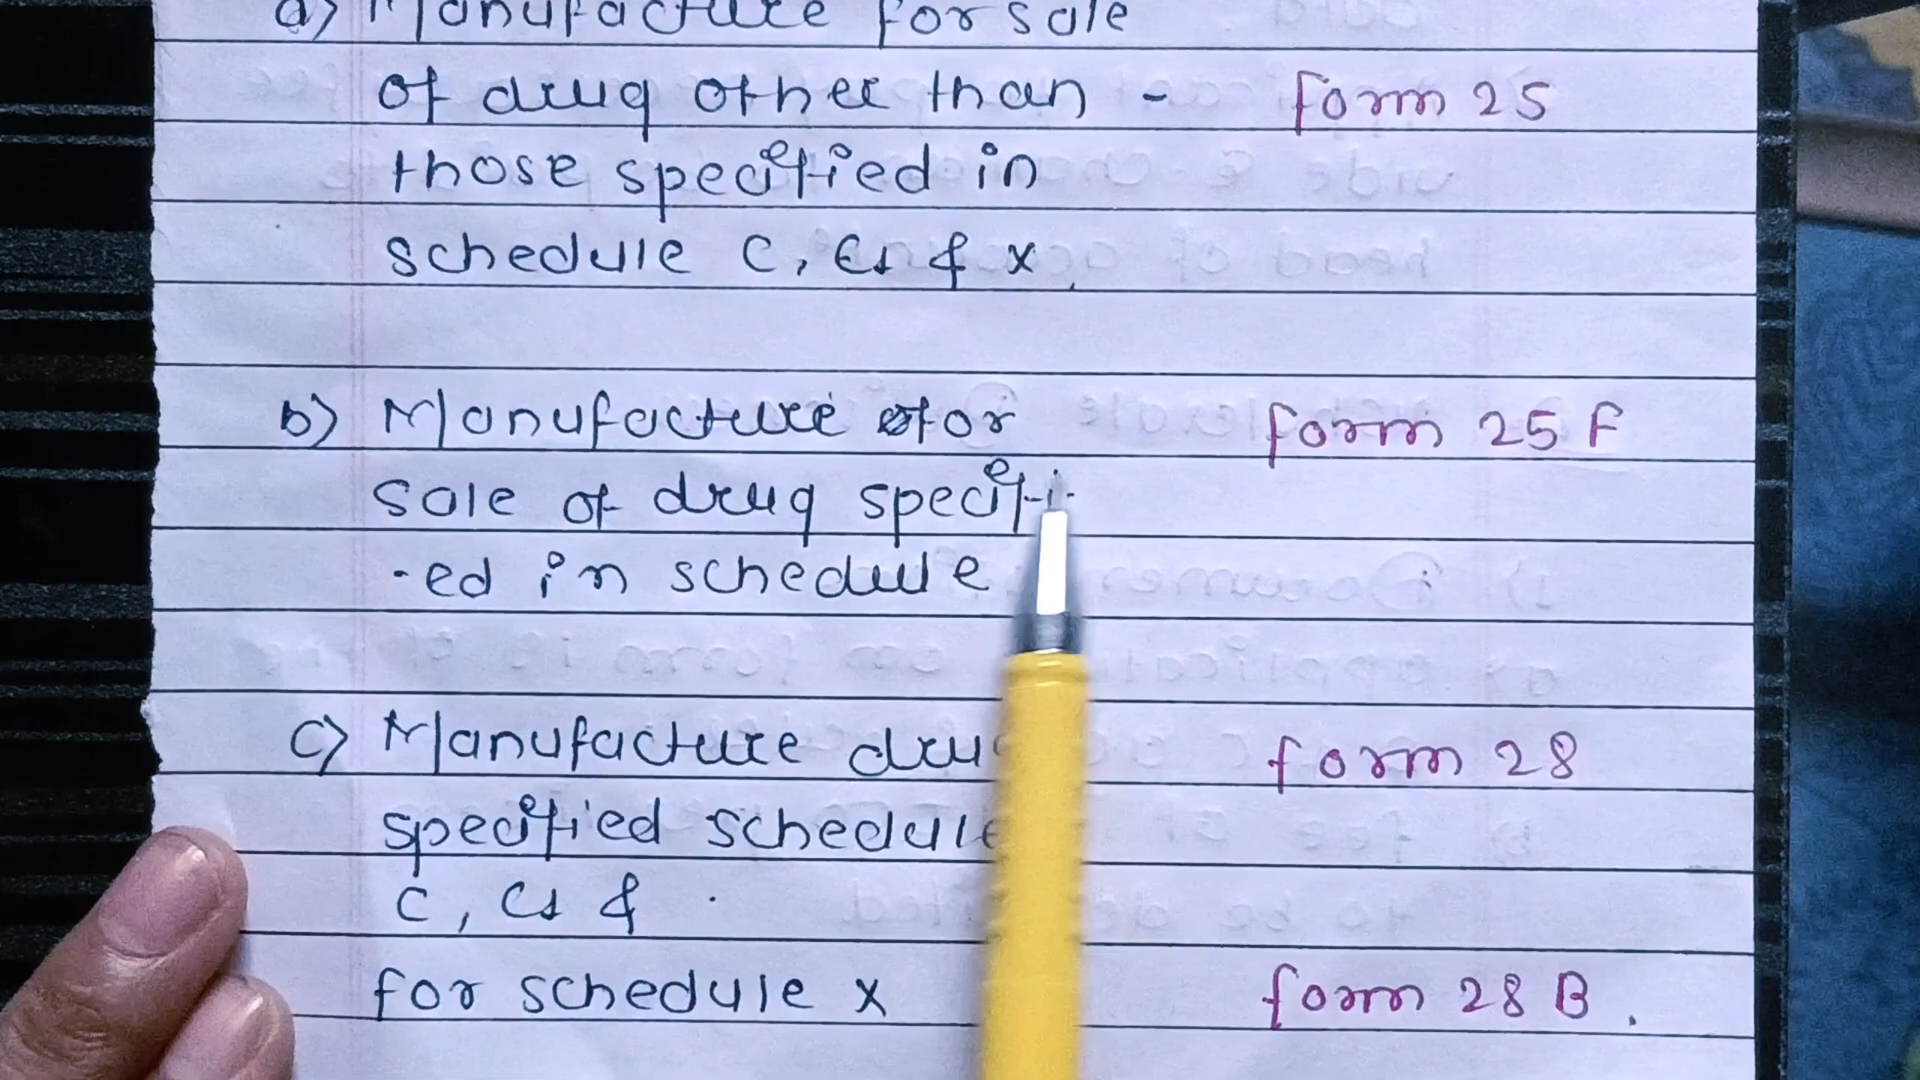 a) Manufacture for sale
of drug other than - form 25
those specified in
schedule C, C1 & X
b) Manufacture for form 25 F
sale of drug specifi-
-ed in schedule
c) Manufacture drug form 28
specified schedule
C, C1 &
for schedule X form 28 B.